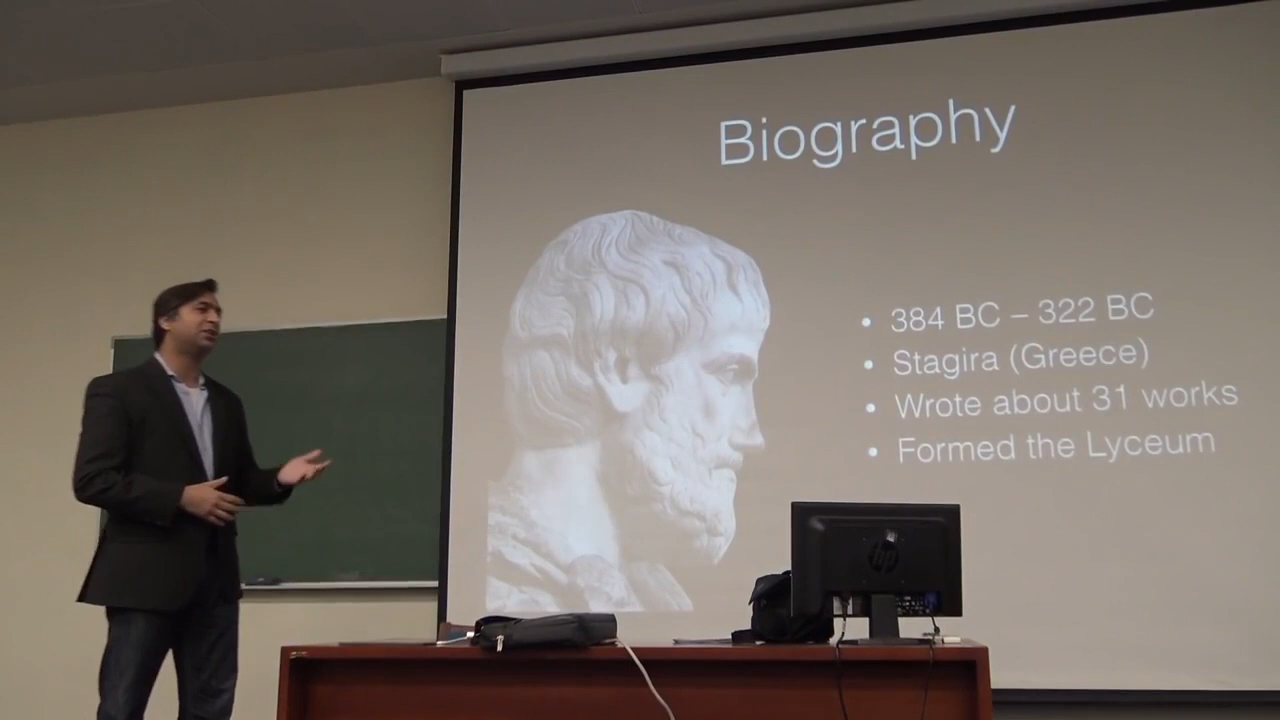 Biography
• 384 BC – 322 BC
• Stagira (Greece)
• Wrote about 31 works
• Formed the Lyceum
hp